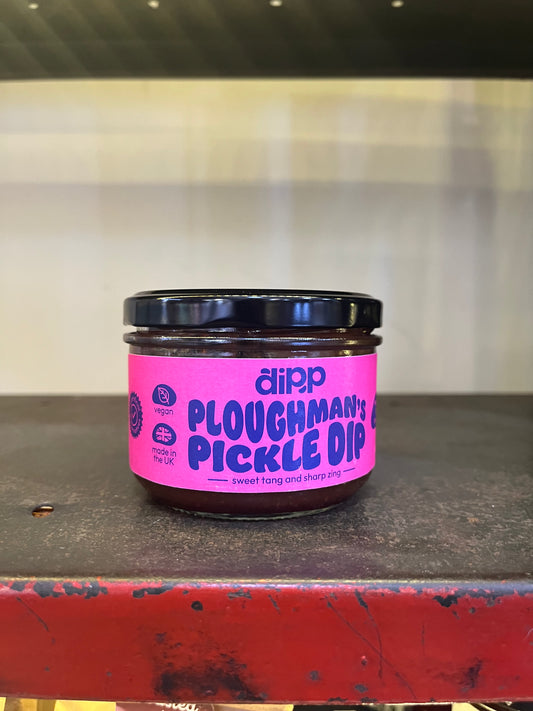 dipp
vegan
PLOUGHMAN'S
PICKLE DIP
made in
the UK
sweet tang and sharp zing